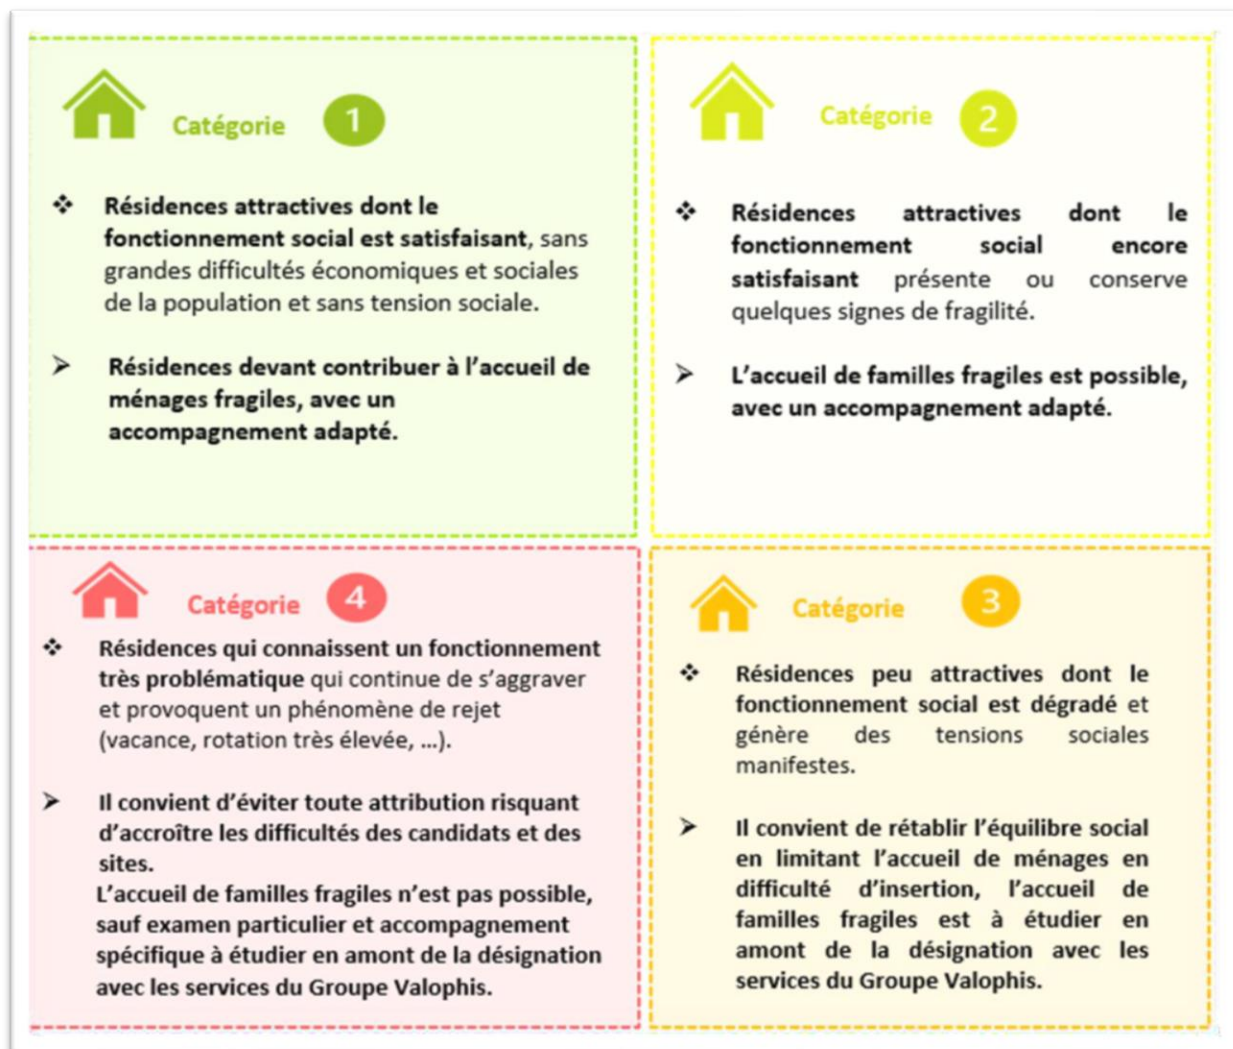 Catégorie 1
❖ Résidences attractives dont le
fonctionnement social est satisfaisant, sans
grandes difficultés économiques et sociales
de la population et sans tension sociale.
➢ Résidences devant contribuer à l’accueil de
ménages fragiles, avec un
accompagnement adapté.
Catégorie 2
❖ Résidences attractives dont le
fonctionnement social encore
satisfaisant présente ou conserve
quelques signes de fragilité.
➢ L’accueil de familles fragiles est possible,
avec un accompagnement adapté.
Catégorie 4
❖ Résidences qui connaissent un fonctionnement
très problématique qui continue de s’aggraver
et provoquent un phénomène de rejet
(vacance, rotation très élevée, …).
➢ Il convient d’éviter toute attribution risquant
d’accroître les difficultés des candidats et des
sites.
L’accueil de familles fragiles n’est pas possible,
sauf examen particulier et accompagnement
spécifique à étudier en amont de la désignation
avec les services du Groupe Valophis.
Catégorie 3
❖ Résidences peu attractives dont le
fonctionnement social est dégradé et
génère des tensions sociales
manifestes.
➢ Il convient de rétablir l’équilibre social
en limitant l’accueil de ménages en
difficulté d’insertion, l’accueil de
familles fragiles est à étudier en
amont de la désignation avec les
services du Groupe Valophis.